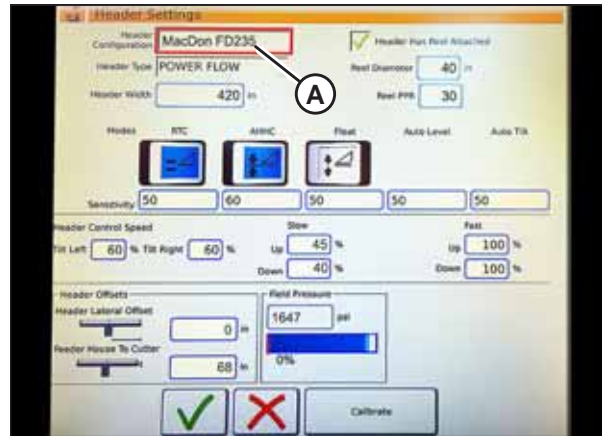 Header Settings
Header Configuration MacDon FD235 Header Has Reel Attached
Header Type POWER FLOW Reel Diameter 40 in
Header Width 420 in Reel PPR 30
A
Modes RTC AHHC Float Auto Level Auto T/A
Sensitivity 50 60 50 50 50
Header Control Speed Slow Fast
Tilt Left 60 % Tilt Right 60 % Up 45 % Up 100 %
Down 40 % Down 100 %
Header Offsets Field Pressure
Header Lateral Offset 0 in 1647 psi
Feeder House To Cutter 68 in 0%
Calibrate